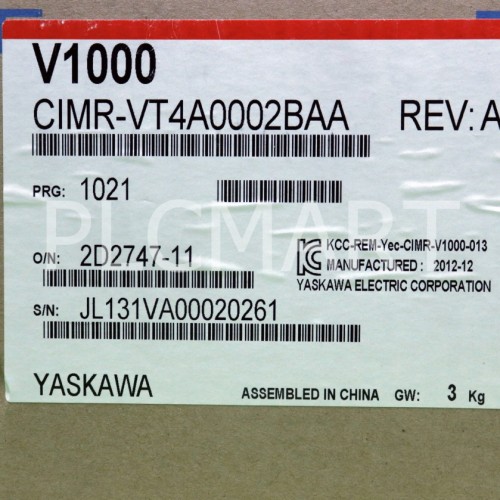 V1000
CIMR-VT4A0002BAA REV: A
PRG: 1021
PLCMART
O/N: 2D2747-11
KCC-REM-Yec-CIMR-V1000-013
MANUFACTURED : 2012-12
YASKAWA ELECTRIC CORPORATION
S/N: JL131VA00020261
YASKAWA
ASSEMBLED IN CHINA GW: 3 Kg